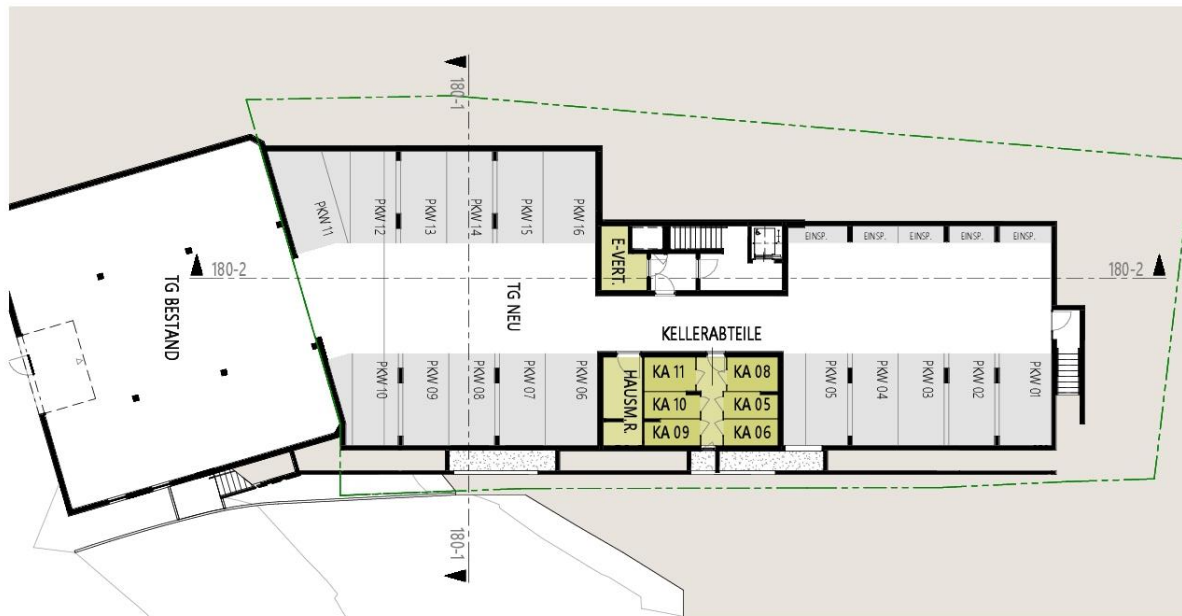 180-1
PKW 11
PKW 12
PKW 13
PKW 14
PKW 15
PKW 16
E-VERT.
EINSP.
EINSP.
EINSP.
EINSP.
EINSP.
180-2
180-2
TG BESTAND
TG NEU
KELLERABTEILE
PKW 10
PKW 09
PKW 08
PKW 07
PKW 06
HAUSM.R.
KA 11
KA 08
KA 10
KA 05
KA 09
KA 06
PKW 05
PKW 04
PKW 03
PKW 02
PKW 01
180-1